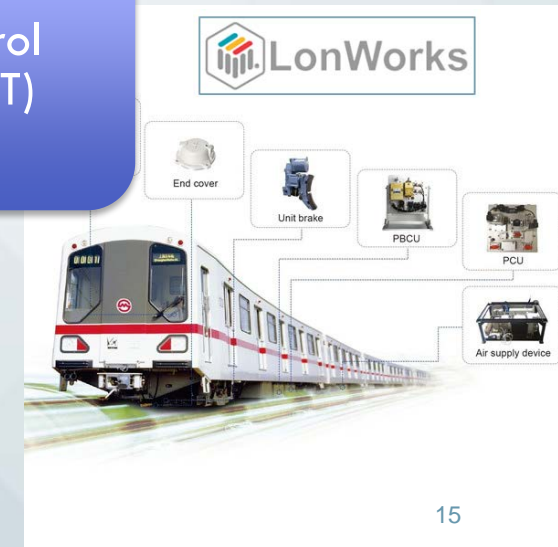 rol
T)
LonWorks
End cover
Unit brake
PBCU
PCU
Air supply device
15